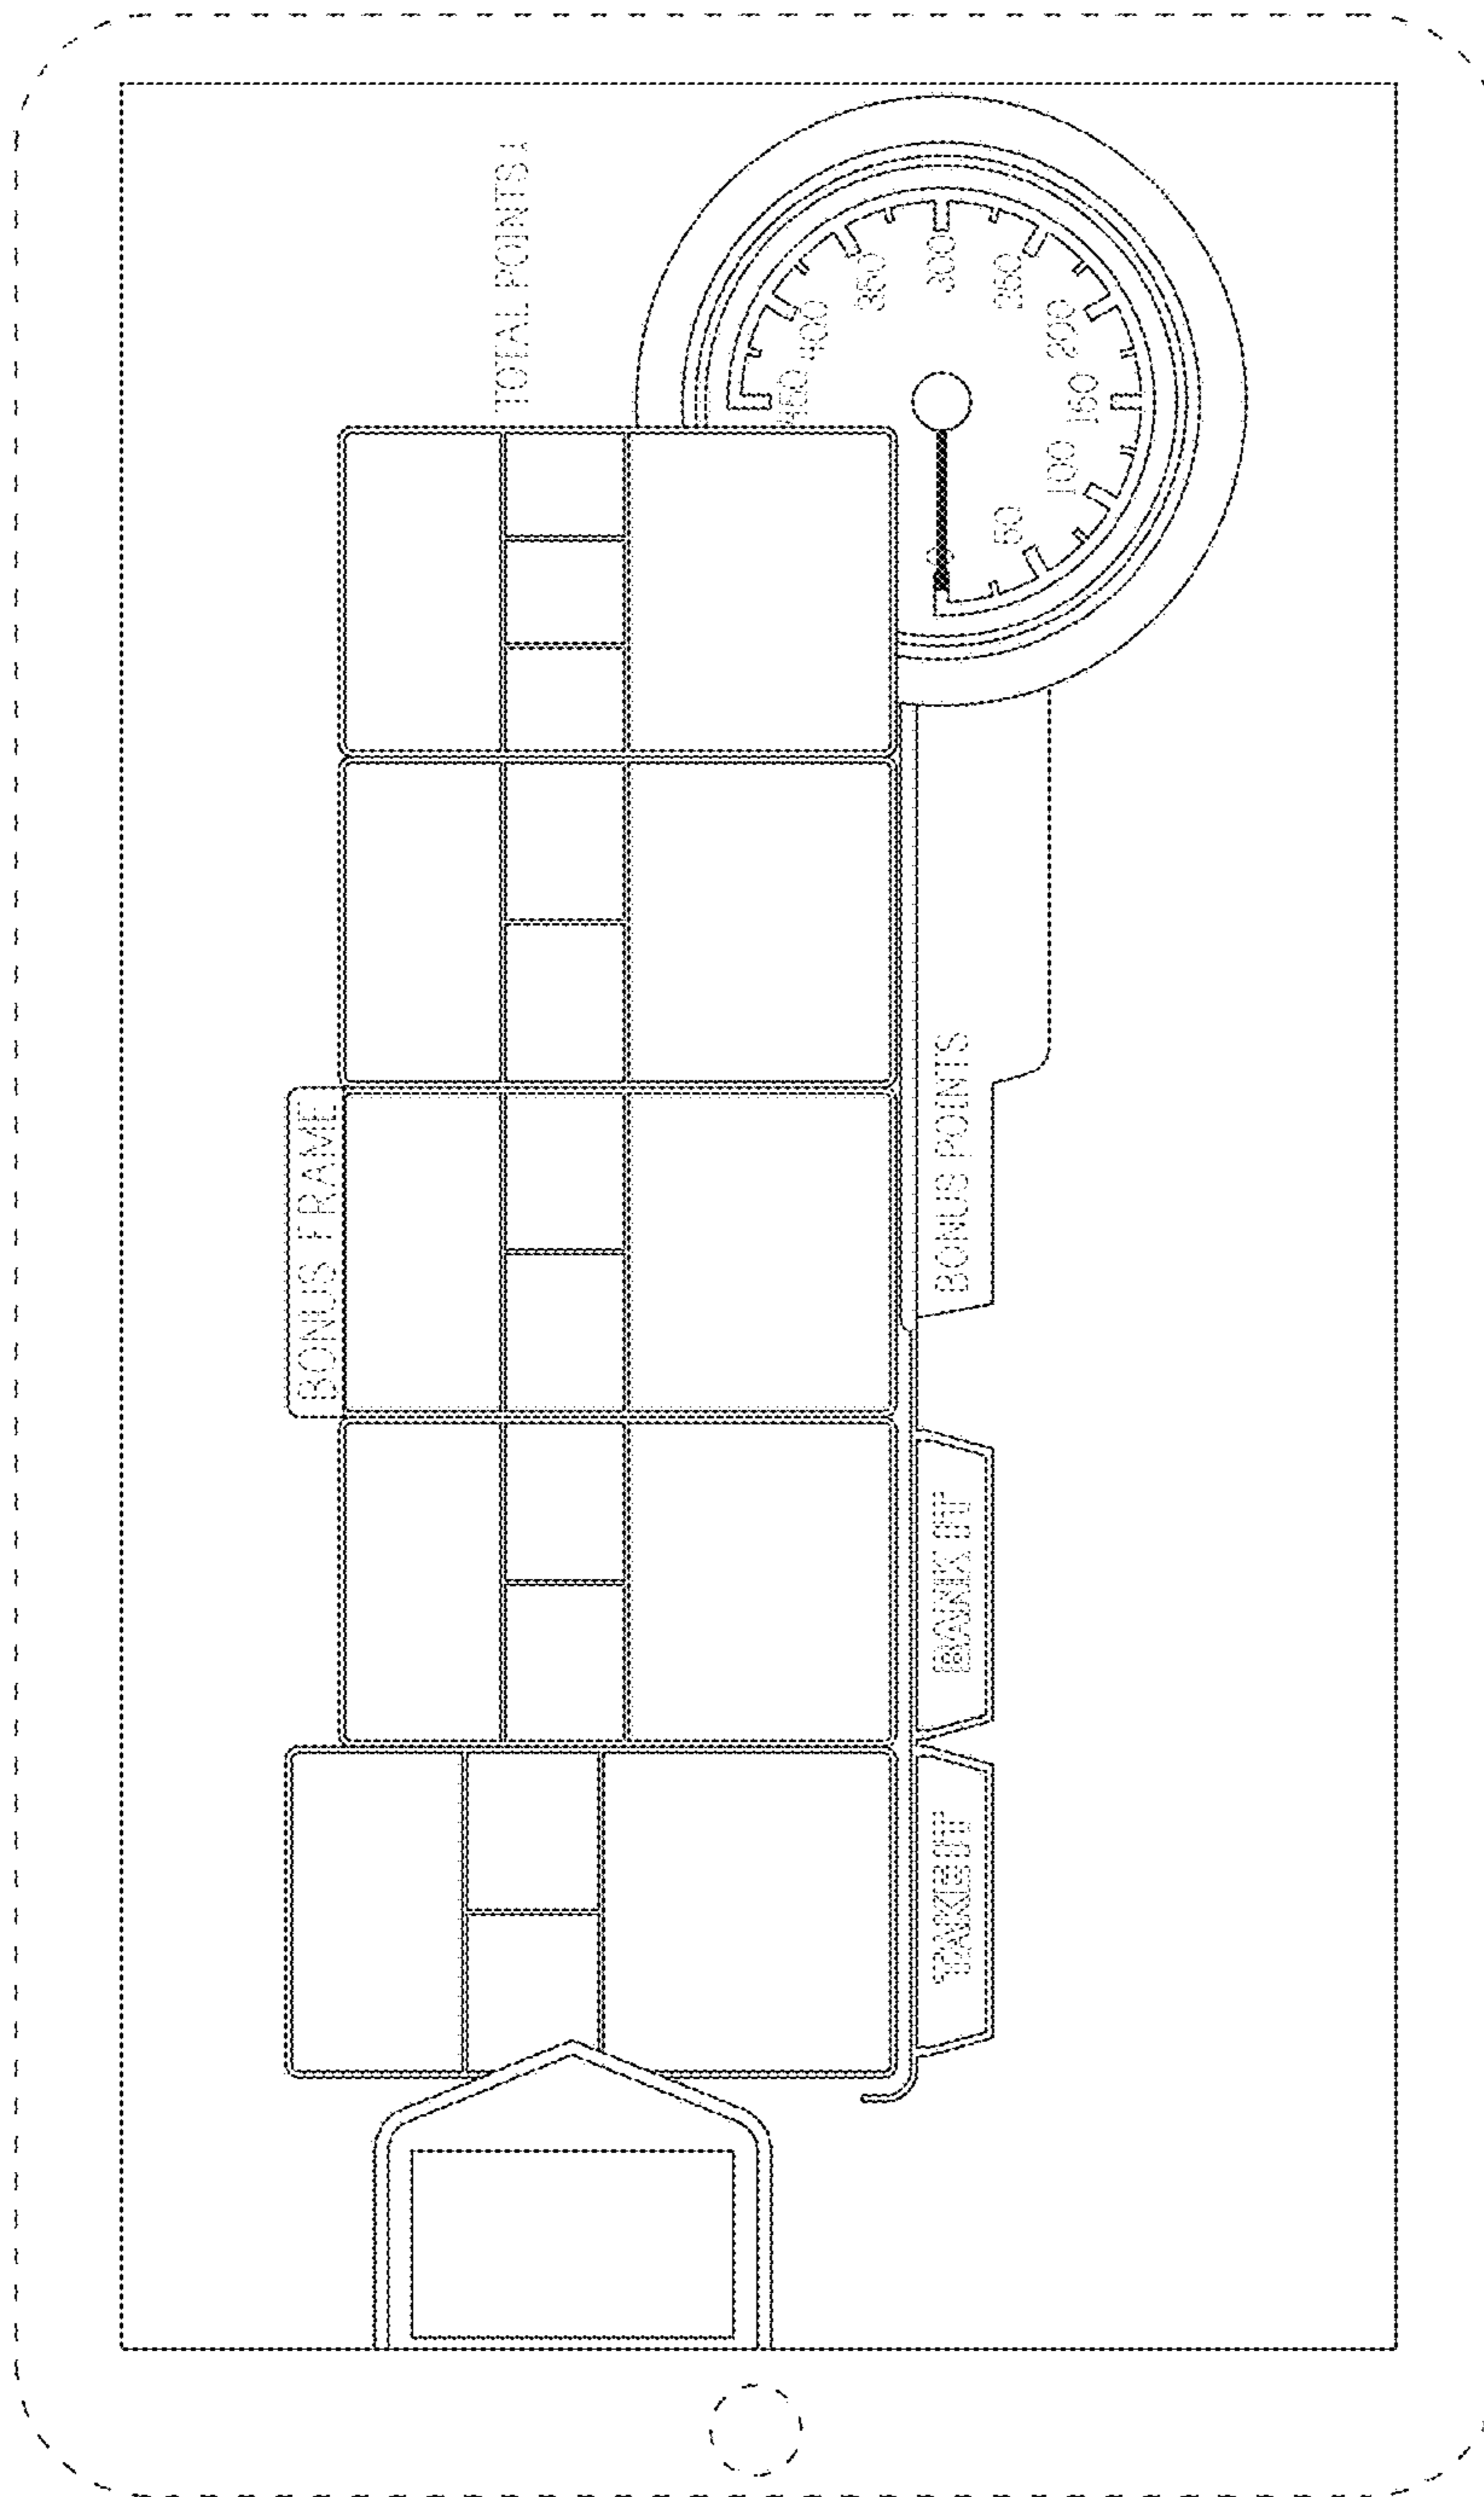 TOTAL POINTS:
BONUS FRAME
0
50
100
150
200
250
300
350
400
450
BONUS POINTS
BANK IT
TAKE IT